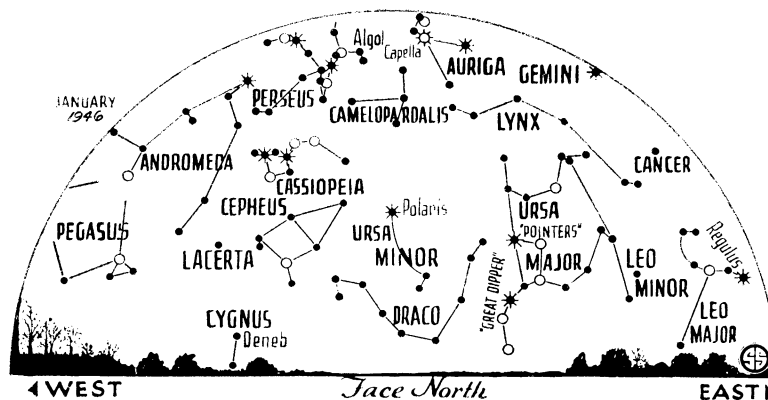 Algol
Capella
AURIGA
GEMINI
JANUARY
1946
PERSEUS
CAMELOPARDALIS
LYNX
ANDROMEDA
CANCER
CASSIOPEIA
CEPHEUS
Polaris
URSA
MINOR
URSA
"POINTERS"
MAJOR
PEGASUS
LACERTA
Regulus
LEO
MINOR
"GREAT DIPPER"
DRACO
LEO
MAJOR
CYGNUS
Deneb
WEST
Face North
EAST